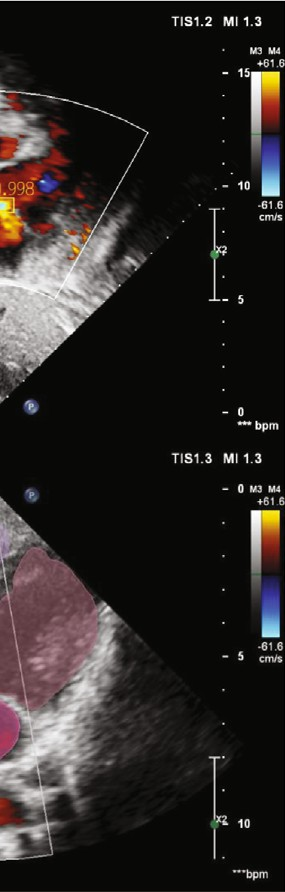 TIS1.2 MI 1.3
M3 M4
+61.6
15
.998
10
-61.6
cm/s
X2
5
P
0
*** bpm
TIS1.3 MI 1.3
P
0
M3 M4
+61.6
5
-61.6
cm/s
X2
10
***bpm